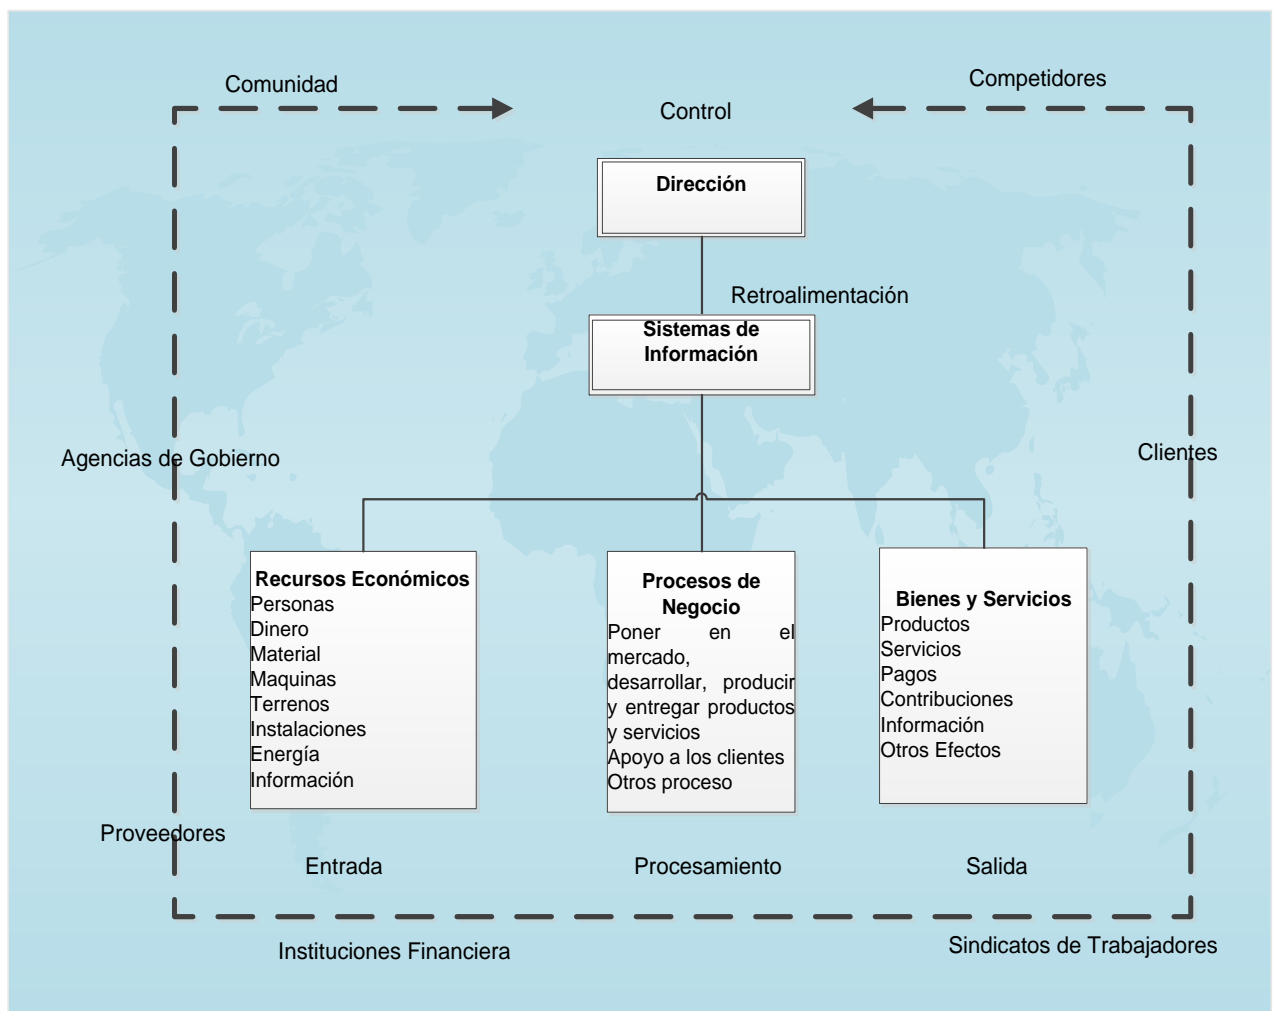 Comunidad
Competidores
Control
Dirección
Retroalimentación
Sistemas de
Información
Agencias de Gobierno
Clientes
Recursos Económicos
Personas
Dinero
Material
Maquinas
Terrenos
Instalaciones
Energía
Información
Procesos de
Negocio
Poner en el
mercado,
desarrollar, producir
y entregar productos
y servicios
Apoyo a los clientes
Otros proceso
Bienes y Servicios
Productos
Servicios
Pagos
Contribuciones
Información
Otros Efectos
Proveedores
Entrada
Procesamiento
Salida
Instituciones Financiera
Sindicatos de Trabajadores